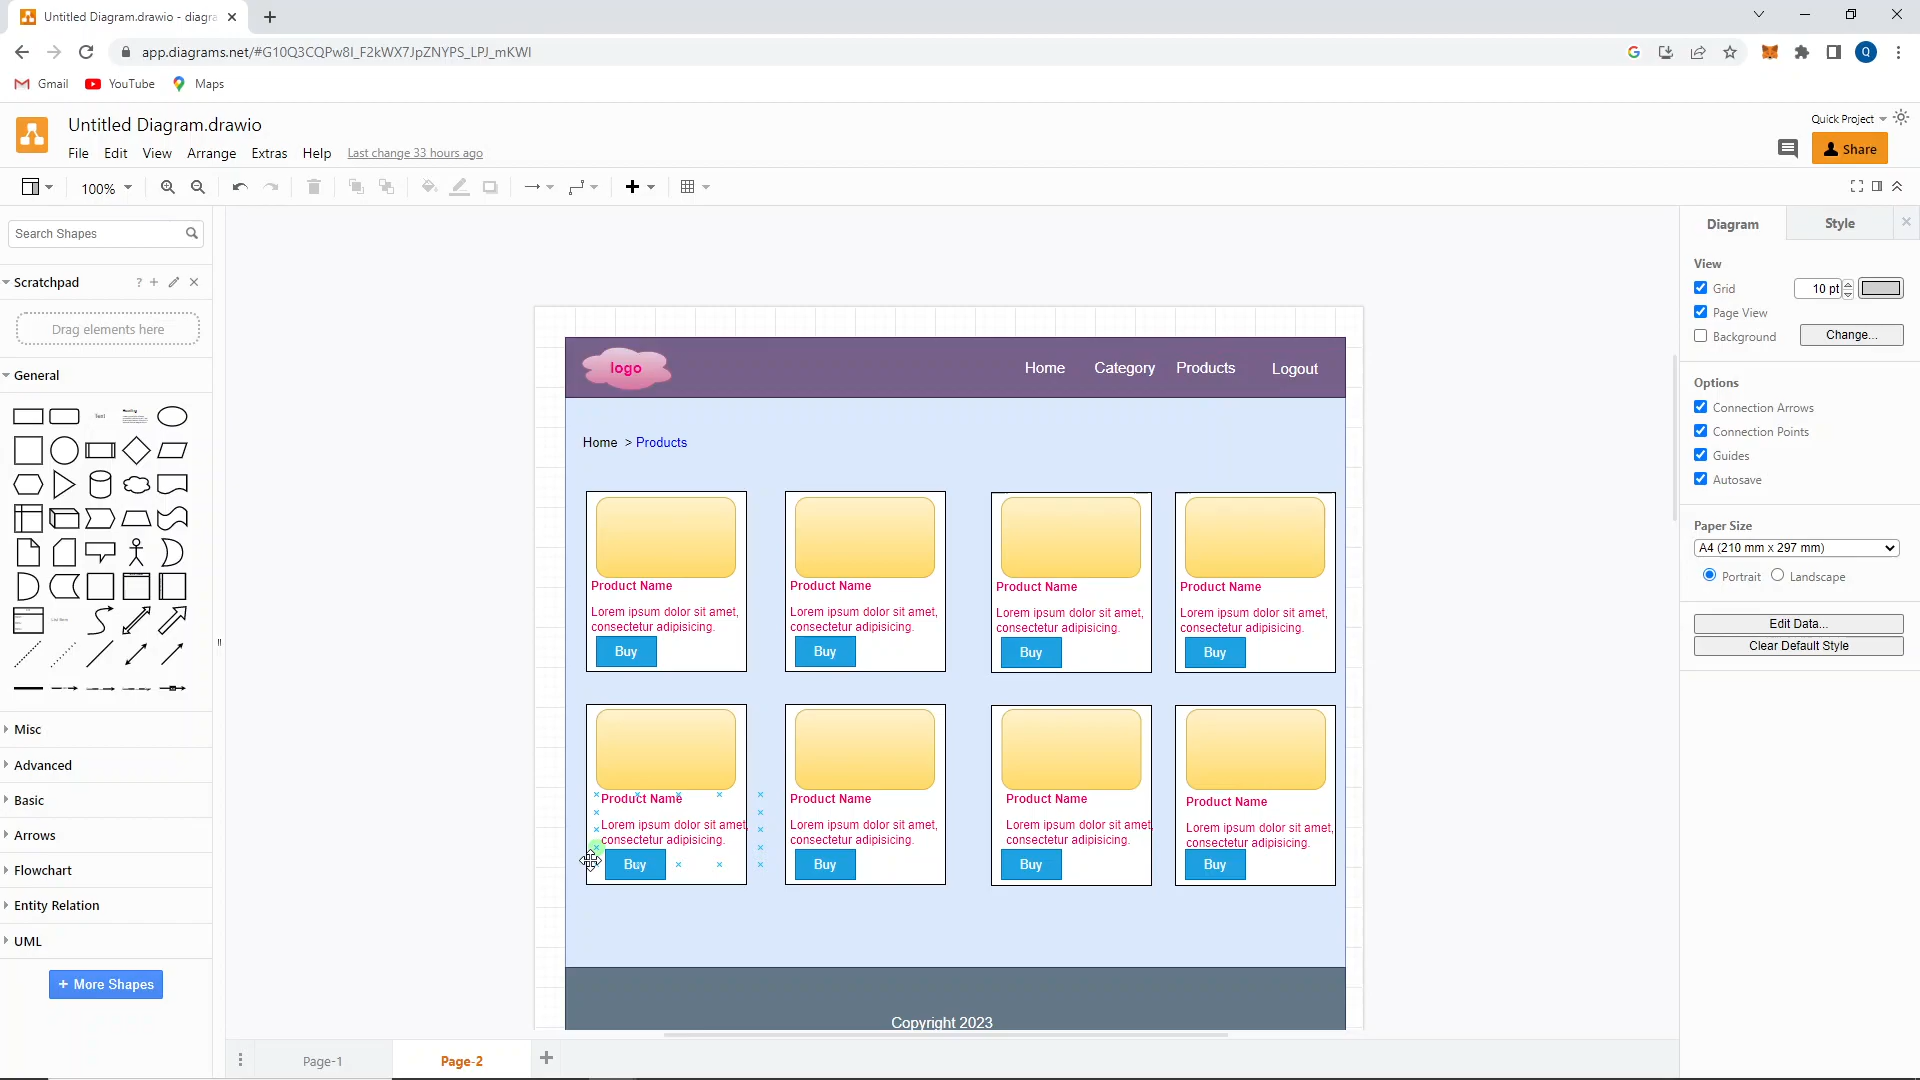 Untitled Diagram.drawio - diagra
app.diagrams.net/#G10Q3CQPw8I_F2kWX7JpZNYPS_LPJ_mKWI
Q
Gmail
YouTube
Maps
Untitled Diagram.drawio
Quick Project
File
Edit
View
Arrange
Extras
Help
Last change 33 hours ago
Share
100%
Search Shapes
Scratchpad
?
Drag elements here
General
Text
Heading
List Item
Misc
Advanced
Basic
Arrows
Flowchart
Entity Relation
UML
+ More Shapes
logo
Home
Category
Products
Logout
Home > Products
Product Name
Lorem ipsum dolor sit amet,
consectetur adipisicing.
Buy
Product Name
Lorem ipsum dolor sit amet,
consectetur adipisicing.
Buy
Product Name
Lorem ipsum dolor sit amet,
consectetur adipisicing.
Buy
Product Name
Lorem ipsum dolor sit amet,
consectetur adipisicing.
Buy
Product Name
Lorem ipsum dolor sit amet,
consectetur adipisicing.
Buy
Product Name
Lorem ipsum dolor sit amet,
consectetur adipisicing.
Buy
Product Name
Lorem ipsum dolor sit amet,
consectetur adipisicing.
Buy
Product Name
Lorem ipsum dolor sit amet,
consectetur adipisicing.
Buy
Copyright 2023
Page-1
Page-2
Diagram
Style
View
Grid
10 pt
Page View
Background
Change...
Options
Connection Arrows
Connection Points
Guides
Autosave
Paper Size
A4 (210 mm x 297 mm)
Portrait
Landscape
Edit Data...
Clear Default Style